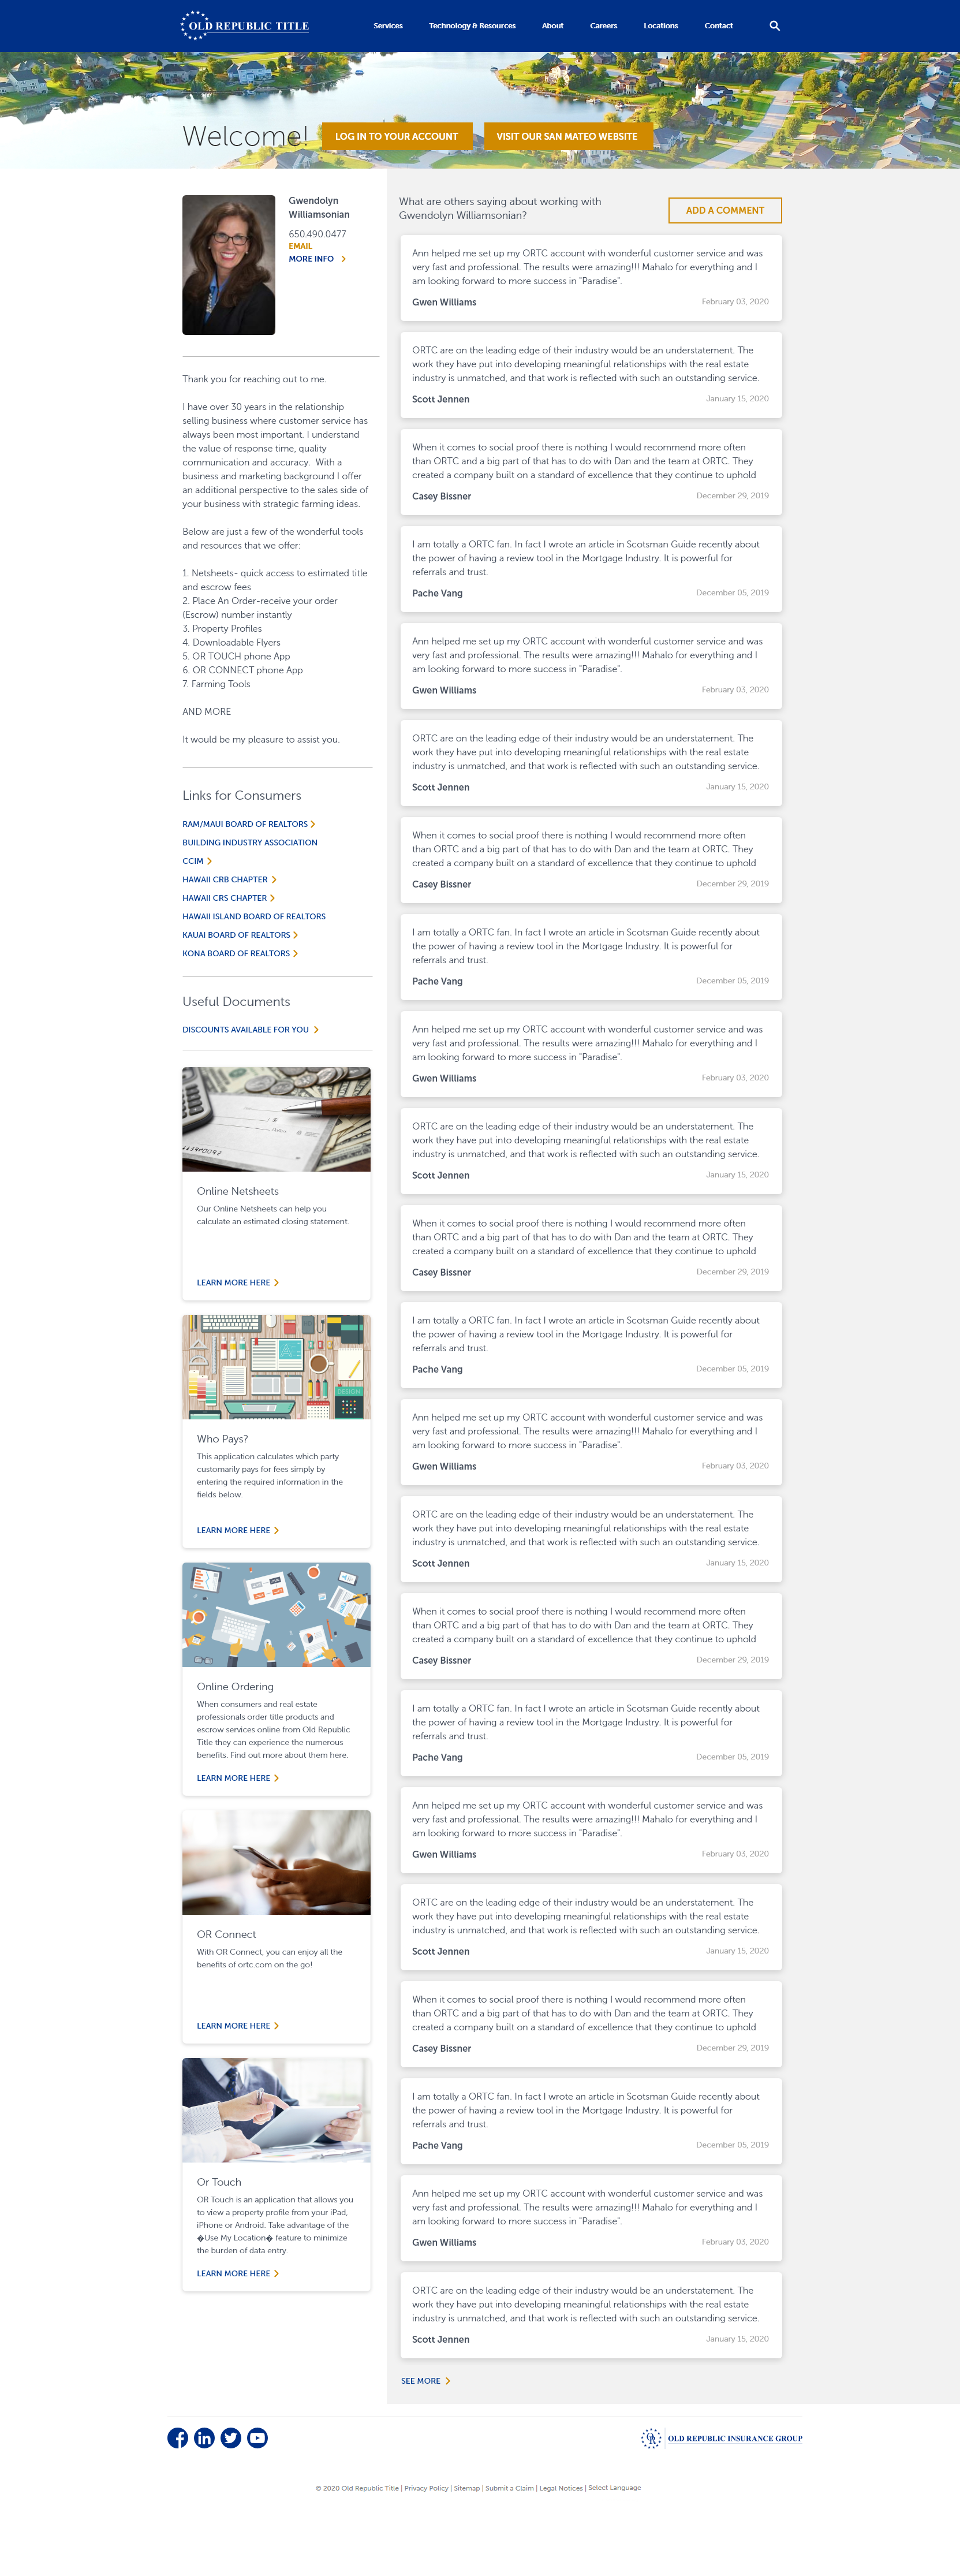 OLD REPUBLIC TITLE
Services Technology & Resources About Careers Locations Contact
Welcome!
LOG IN TO YOUR ACCOUNT
VISIT OUR SAN MATEO WEBSITE
Gwendolyn
Williamsonian
650.490.0477
EMAIL
MORE INFO
Thank you for reaching out to me.
I have over 30 years in the relationship
selling business where customer service has
always been most important. I understand
the value of response time, quality
communication and accuracy.  With a
business and marketing background I offer
an additional perspective to the sales side of
your business with strategic farming ideas.
Below are just a few of the wonderful tools
and resources that we offer:
1. Netsheets- quick access to estimated title
and escrow fees
2. Place An Order-receive your order
(Escrow) number instantly
3. Property Profiles
4. Downloadable Flyers
5. OR TOUCH phone App
6. OR CONNECT phone App
7. Farming Tools
AND MORE
It would be my pleasure to assist you.
Links for Consumers
RAM/MAUI BOARD OF REALTORS
BUILDING INDUSTRY ASSOCIATION
CCIM
HAWAII CRB CHAPTER
HAWAII CRS CHAPTER
HAWAII ISLAND BOARD OF REALTORS
KAUAI BOARD OF REALTORS
KONA BOARD OF REALTORS
Useful Documents
DISCOUNTS AVAILABLE FOR YOU
Online Netsheets
Our Online Netsheets can help you
calculate an estimated closing statement.
LEARN MORE HERE
DESIGN
Who Pays?
This application calculates which party
customarily pays for fees simply by
entering the required information in the
fields below.
LEARN MORE HERE
Online Ordering
When consumers and real estate
professionals order title products and
escrow services online from Old Republic
Title they can experience the numerous
benefits. Find out more about them here.
LEARN MORE HERE
OR Connect
With OR Connect, you can enjoy all the
benefits of ortc.com on the go!
LEARN MORE HERE
Or Touch
OR Touch is an application that allows you
to view a property profile from your iPad,
iPhone or Android. Take advantage of the
�Use My Location� feature to minimize
the burden of data entry.
LEARN MORE HERE
What are others saying about working with
Gwendolyn Williamsonian?
ADD A COMMENT
Ann helped me set up my ORTC account with wonderful customer service and was
very fast and professional. The results were amazing!!! Mahalo for everything and I
am looking forward to more success in "Paradise".
Gwen Williams February 03, 2020
ORTC are on the leading edge of their industry would be an understatement. The
work they have put into developing meaningful relationships with the real estate
industry is unmatched, and that work is reflected with such an outstanding service.
Scott Jennen January 15, 2020
When it comes to social proof there is nothing I would recommend more often
than ORTC and a big part of that has to do with Dan and the team at ORTC. They
created a company built on a standard of excellence that they continue to uphold
Casey Bissner December 29, 2019
I am totally a ORTC fan. In fact I wrote an article in Scotsman Guide recently about
the power of having a review tool in the Mortgage Industry. It is powerful for
referrals and trust.
Pache Vang December 05, 2019
Ann helped me set up my ORTC account with wonderful customer service and was
very fast and professional. The results were amazing!!! Mahalo for everything and I
am looking forward to more success in "Paradise".
Gwen Williams February 03, 2020
ORTC are on the leading edge of their industry would be an understatement. The
work they have put into developing meaningful relationships with the real estate
industry is unmatched, and that work is reflected with such an outstanding service.
Scott Jennen January 15, 2020
When it comes to social proof there is nothing I would recommend more often
than ORTC and a big part of that has to do with Dan and the team at ORTC. They
created a company built on a standard of excellence that they continue to uphold
Casey Bissner December 29, 2019
I am totally a ORTC fan. In fact I wrote an article in Scotsman Guide recently about
the power of having a review tool in the Mortgage Industry. It is powerful for
referrals and trust.
Pache Vang December 05, 2019
Ann helped me set up my ORTC account with wonderful customer service and was
very fast and professional. The results were amazing!!! Mahalo for everything and I
am looking forward to more success in "Paradise".
Gwen Williams February 03, 2020
ORTC are on the leading edge of their industry would be an understatement. The
work they have put into developing meaningful relationships with the real estate
industry is unmatched, and that work is reflected with such an outstanding service.
Scott Jennen January 15, 2020
When it comes to social proof there is nothing I would recommend more often
than ORTC and a big part of that has to do with Dan and the team at ORTC. They
created a company built on a standard of excellence that they continue to uphold
Casey Bissner December 29, 2019
I am totally a ORTC fan. In fact I wrote an article in Scotsman Guide recently about
the power of having a review tool in the Mortgage Industry. It is powerful for
referrals and trust.
Pache Vang December 05, 2019
Ann helped me set up my ORTC account with wonderful customer service and was
very fast and professional. The results were amazing!!! Mahalo for everything and I
am looking forward to more success in "Paradise".
Gwen Williams February 03, 2020
ORTC are on the leading edge of their industry would be an understatement. The
work they have put into developing meaningful relationships with the real estate
industry is unmatched, and that work is reflected with such an outstanding service.
Scott Jennen January 15, 2020
When it comes to social proof there is nothing I would recommend more often
than ORTC and a big part of that has to do with Dan and the team at ORTC. They
created a company built on a standard of excellence that they continue to uphold
Casey Bissner December 29, 2019
I am totally a ORTC fan. In fact I wrote an article in Scotsman Guide recently about
the power of having a review tool in the Mortgage Industry. It is powerful for
referrals and trust.
Pache Vang December 05, 2019
Ann helped me set up my ORTC account with wonderful customer service and was
very fast and professional. The results were amazing!!! Mahalo for everything and I
am looking forward to more success in "Paradise".
Gwen Williams February 03, 2020
ORTC are on the leading edge of their industry would be an understatement. The
work they have put into developing meaningful relationships with the real estate
industry is unmatched, and that work is reflected with such an outstanding service.
Scott Jennen January 15, 2020
When it comes to social proof there is nothing I would recommend more often
than ORTC and a big part of that has to do with Dan and the team at ORTC. They
created a company built on a standard of excellence that they continue to uphold
Casey Bissner December 29, 2019
I am totally a ORTC fan. In fact I wrote an article in Scotsman Guide recently about
the power of having a review tool in the Mortgage Industry. It is powerful for
referrals and trust.
Pache Vang December 05, 2019
Ann helped me set up my ORTC account with wonderful customer service and was
very fast and professional. The results were amazing!!! Mahalo for everything and I
am looking forward to more success in "Paradise".
Gwen Williams February 03, 2020
ORTC are on the leading edge of their industry would be an understatement. The
work they have put into developing meaningful relationships with the real estate
industry is unmatched, and that work is reflected with such an outstanding service.
Scott Jennen January 15, 2020
SEE MORE
OLD REPUBLIC INSURANCE GROUP
© 2020 Old Republic Title | Privacy Policy | Sitemap | Submit a Claim | Legal Notices | Select Language